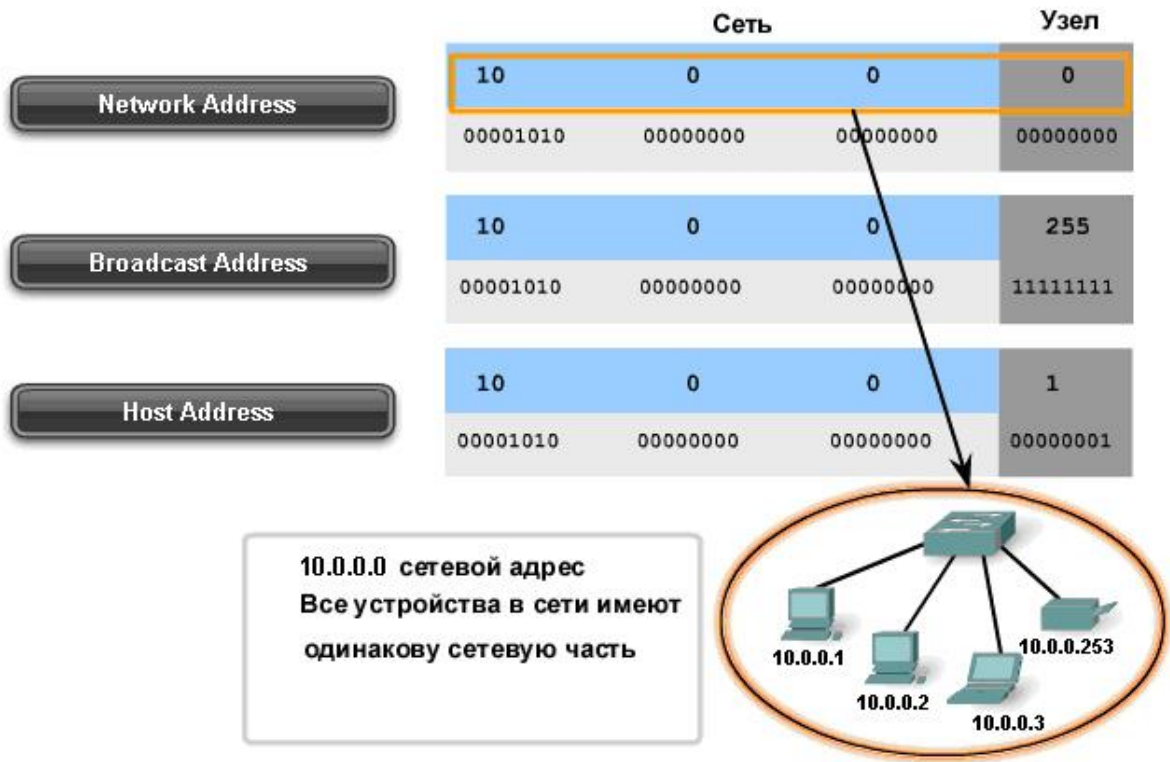 Сеть Узел
Network Address
10 0 0 0
00001010 00000000 00000000 00000000
Broadcast Address
10 0 0 255
00001010 00000000 00000000 11111111
Host Address
10 0 0 1
00001010 00000000 00000000 00000001
10.0.0.0 сетевой адрес
Все устройства в сети имеют
одинакову сетевую часть
10.0.0.1
10.0.0.2
10.0.0.3
10.0.0.253